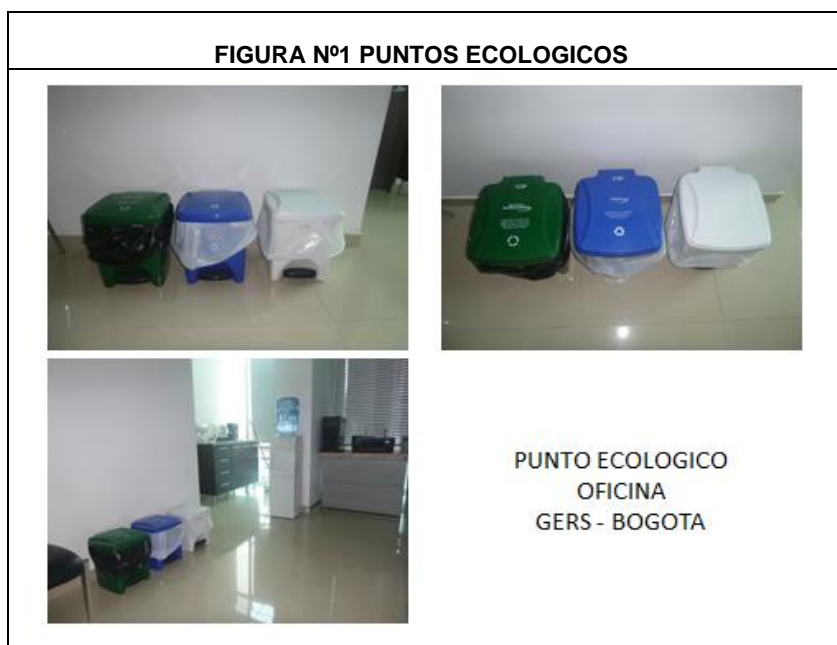 FIGURA Nº1 PUNTOS ECOLOGICOS
PUNTO ECOLOGICO
OFICINA
GERS - BOGOTA